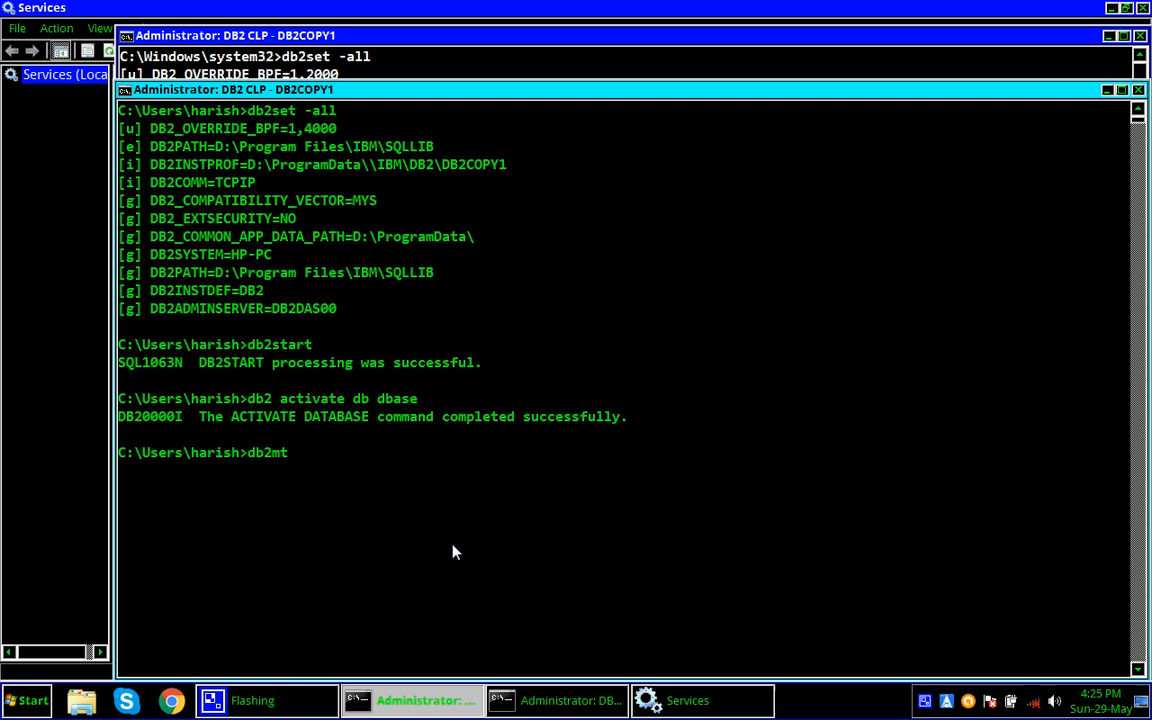 Services
File Action View
Services (Loca
Administrator: DB2 CLP - DB2COPY1
C:\Windows\system32>db2set -all
[u] DB2_OVERRIDE_BPF=1,2000
Administrator: DB2 CLP - DB2COPY1
C:\Users\harish>db2set -all
[u] DB2_OVERRIDE_BPF=1,4000
[e] DB2PATH=D:\Program Files\IBM\SQLLIB
[i] DB2INSTPROF=D:\ProgramData\\IBM\DB2\DB2COPY1
[i] DB2COMM=TCPIP
[g] DB2_COMPATIBILITY_VECTOR=MYS
[g] DB2_EXTSECURITY=NO
[g] DB2_COMMON_APP_DATA_PATH=D:\ProgramData\
[g] DB2SYSTEM=HP-PC
[g] DB2PATH=D:\Program Files\IBM\SQLLIB
[g] DB2INSTDEF=DB2
[g] DB2ADMINSERVER=DB2DAS00
C:\Users\harish>db2start
SQL1063N  DB2START processing was successful.
C:\Users\harish>db2 activate db dbase
DB20000I  The ACTIVATE DATABASE command completed successfully.
C:\Users\harish>db2mt
Start
Flashing
Administrator: ...
Administrator: DB...
Services
4:25 PM
Sun-29-May